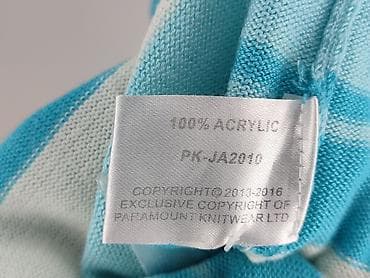 100% ACRYLIC
PK-JA2010
COPYRIGHT© 2013-2016
EXCLUSIVE COPYRIGHT OF
PARAMOUNT KNITWEAR LTD